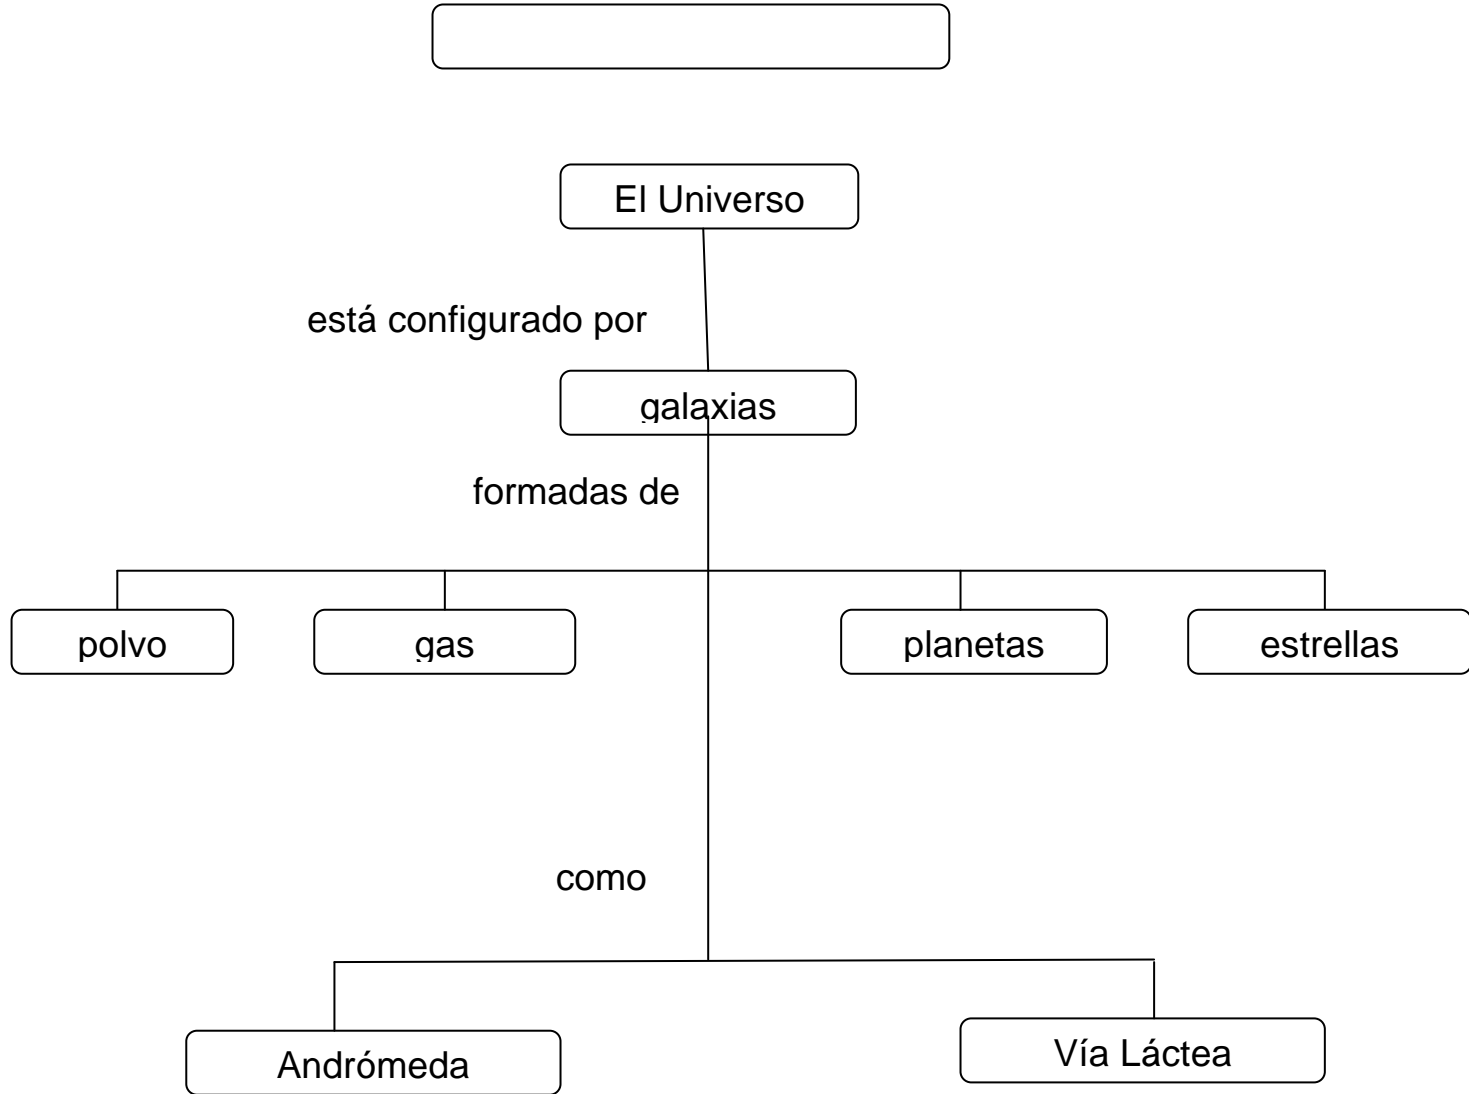 El Universo
está configurado por
galaxias
formadas de
polvo
gas
planetas
estrellas
como
Andrómeda
Vía Láctea